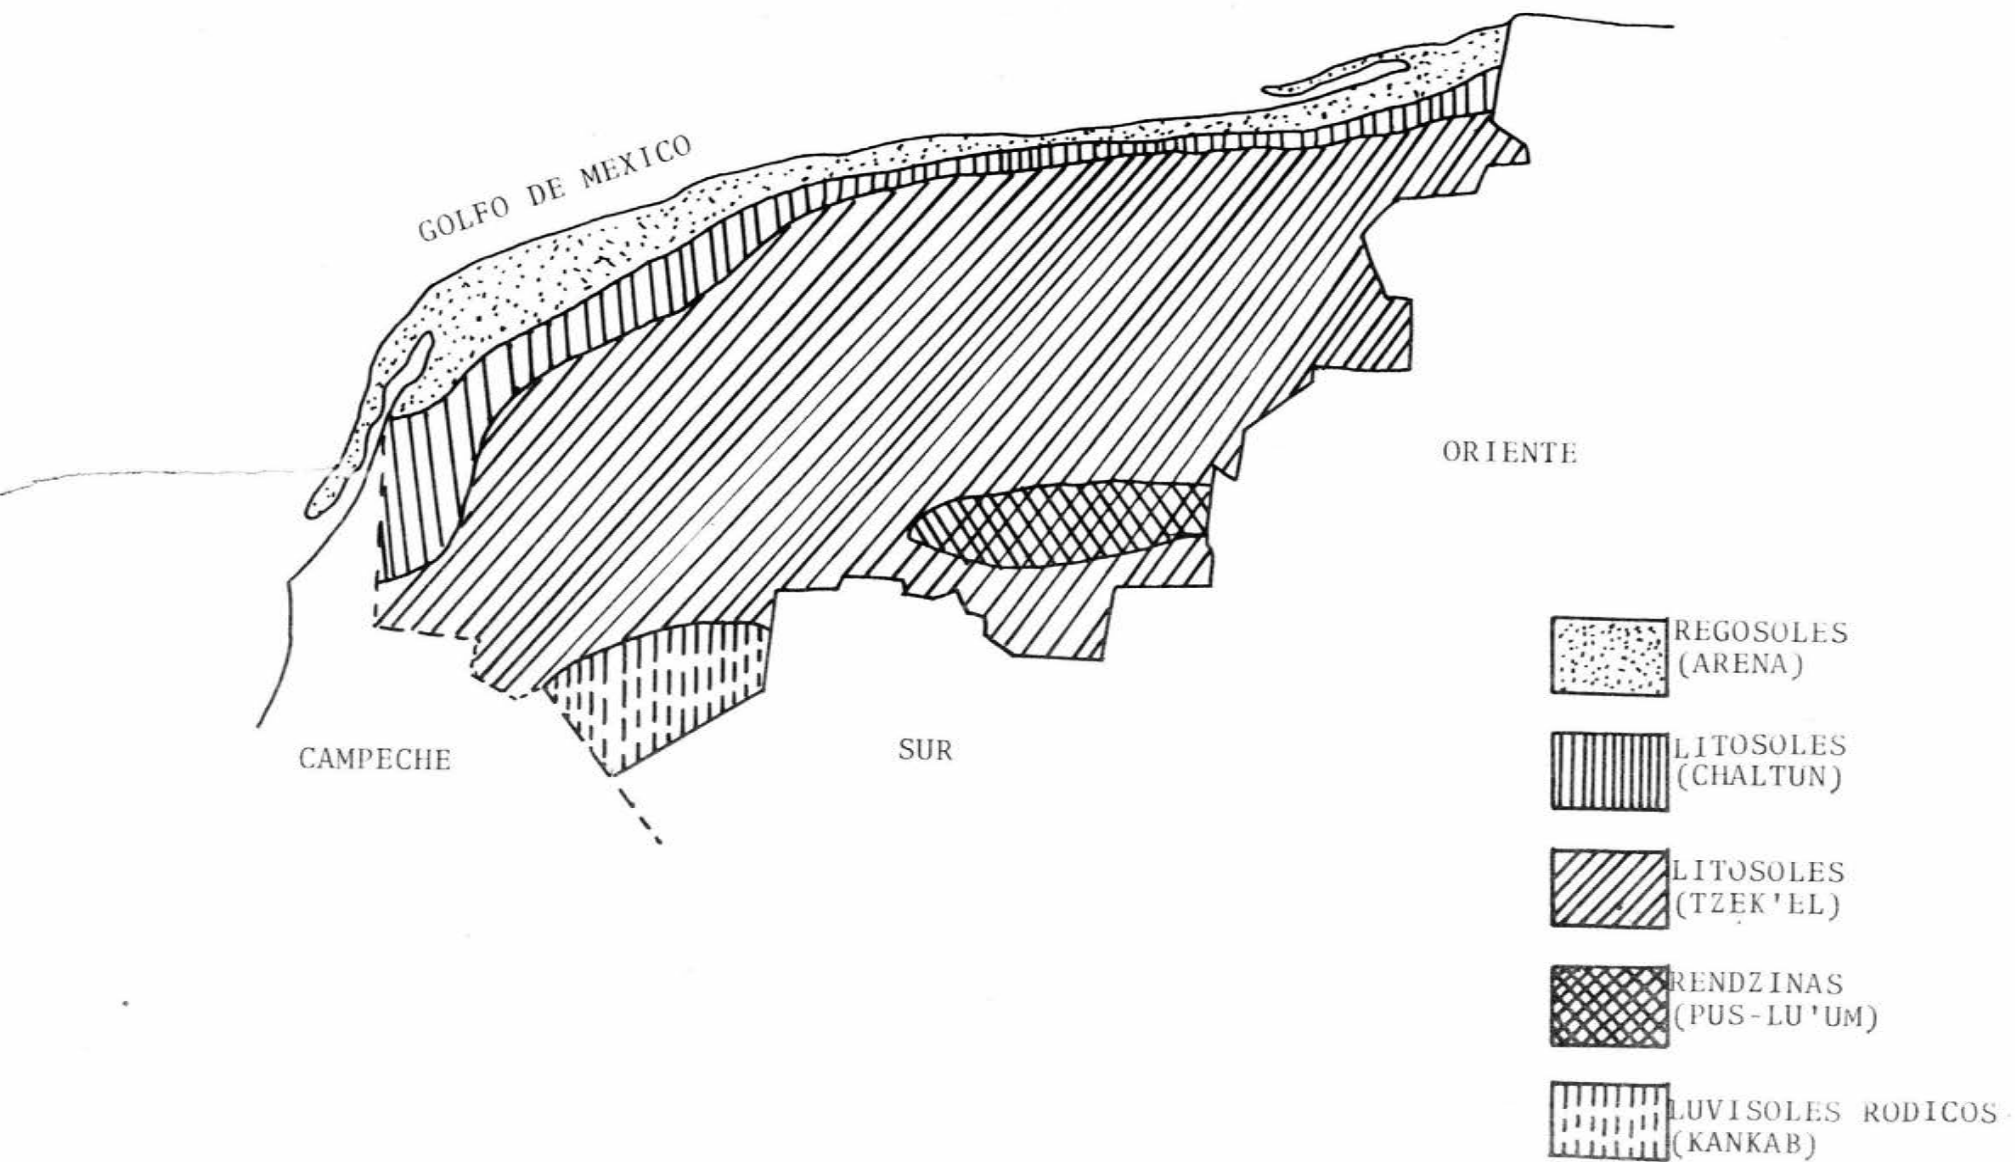 GOLFO DE MEXICO
ORIENTE
CAMPECHE
SUR
REGOSOLES
(ARENA)
LITOSOLES
(CHALTUN)
LITOSOLES
(TZEK'EL)
RENDZINAS
(PUS-LU'UM)
LUVISOLES RODICOS
(KANKAB)